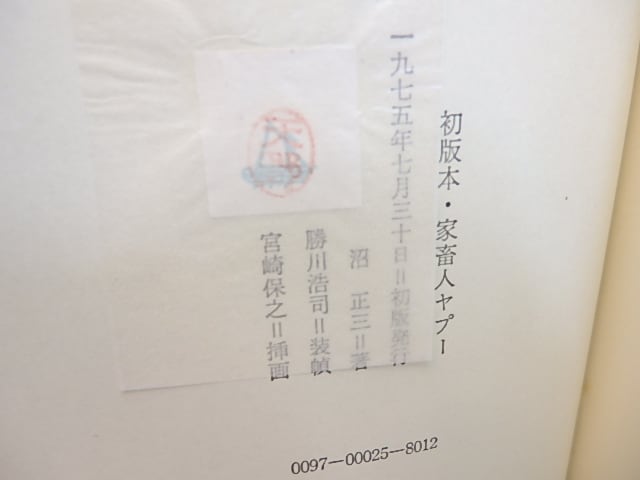 初版本・家畜人ヤプー
一九七五年七月三十日＝初版発行
沼 正三＝著
勝川浩司＝装幀
宮崎保之＝挿画
0097―00025―8012